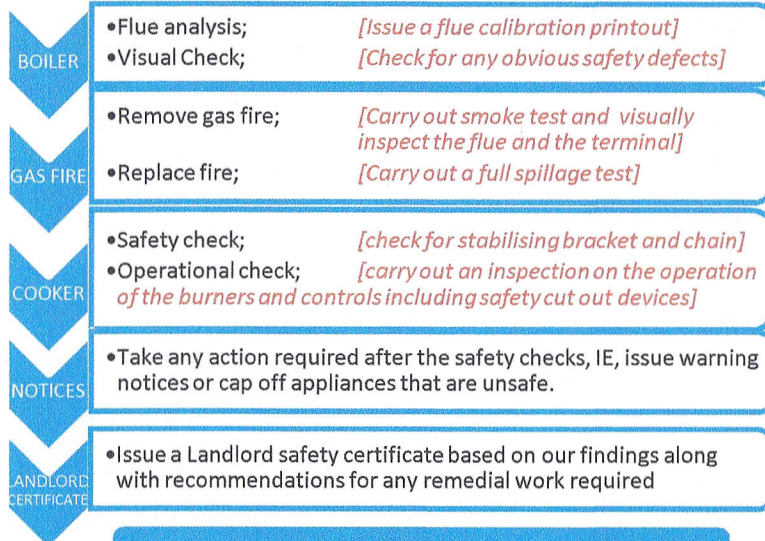 BOILER
•Flue analysis; [Issue a flue calibration printout]
•Visual Check; [Check for any obvious safety defects]
GAS FIRE
•Remove gas fire; [Carry out smoke test and visually
inspect the flue and the terminal]
•Replace fire; [Carry out a full spillage test]
COOKER
•Safety check; [check for stabilising bracket and chain]
•Operational check; [carry out an inspection on the operation
of the burners and controls including safety cut out devices]
NOTICES
•Take any action required after the safety checks, IE, issue warning
notices or cap off appliances that are unsafe.
LANDLORD
CERTIFICATE
•Issue a Landlord safety certificate based on our findings along
with recommendations for any remedial work required